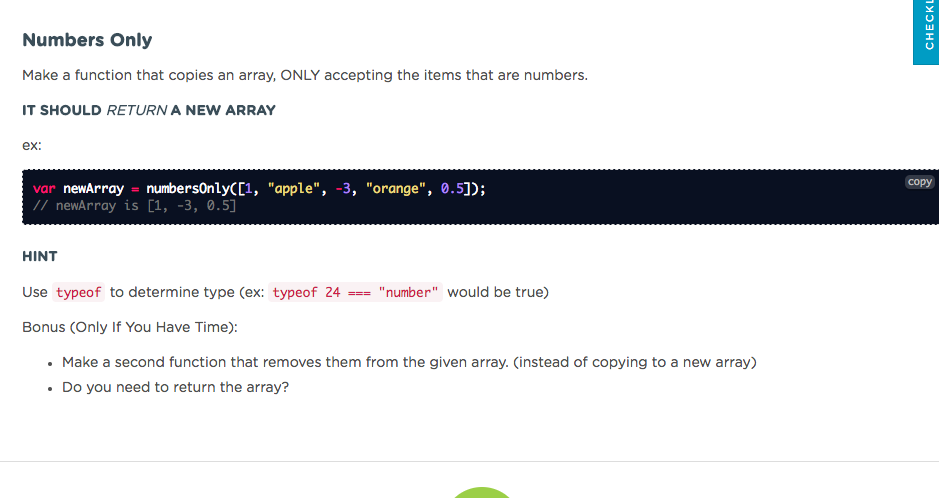 CHECKL
Numbers Only
Make a function that copies an array, ONLY accepting the items that are numbers.
IT SHOULD RETURN A NEW ARRAY
ex:
var newArray = numbersOnly([1, "apple", -3, "orange", 0.5]);
copy
// newArray is [1, -3, 0.5]
HINT
Use typeof to determine type (ex: typeof 24 === "number" would be true)
Bonus (Only If You Have Time):
• Make a second function that removes them from the given array. (instead of copying to a new array)
• Do you need to return the array?